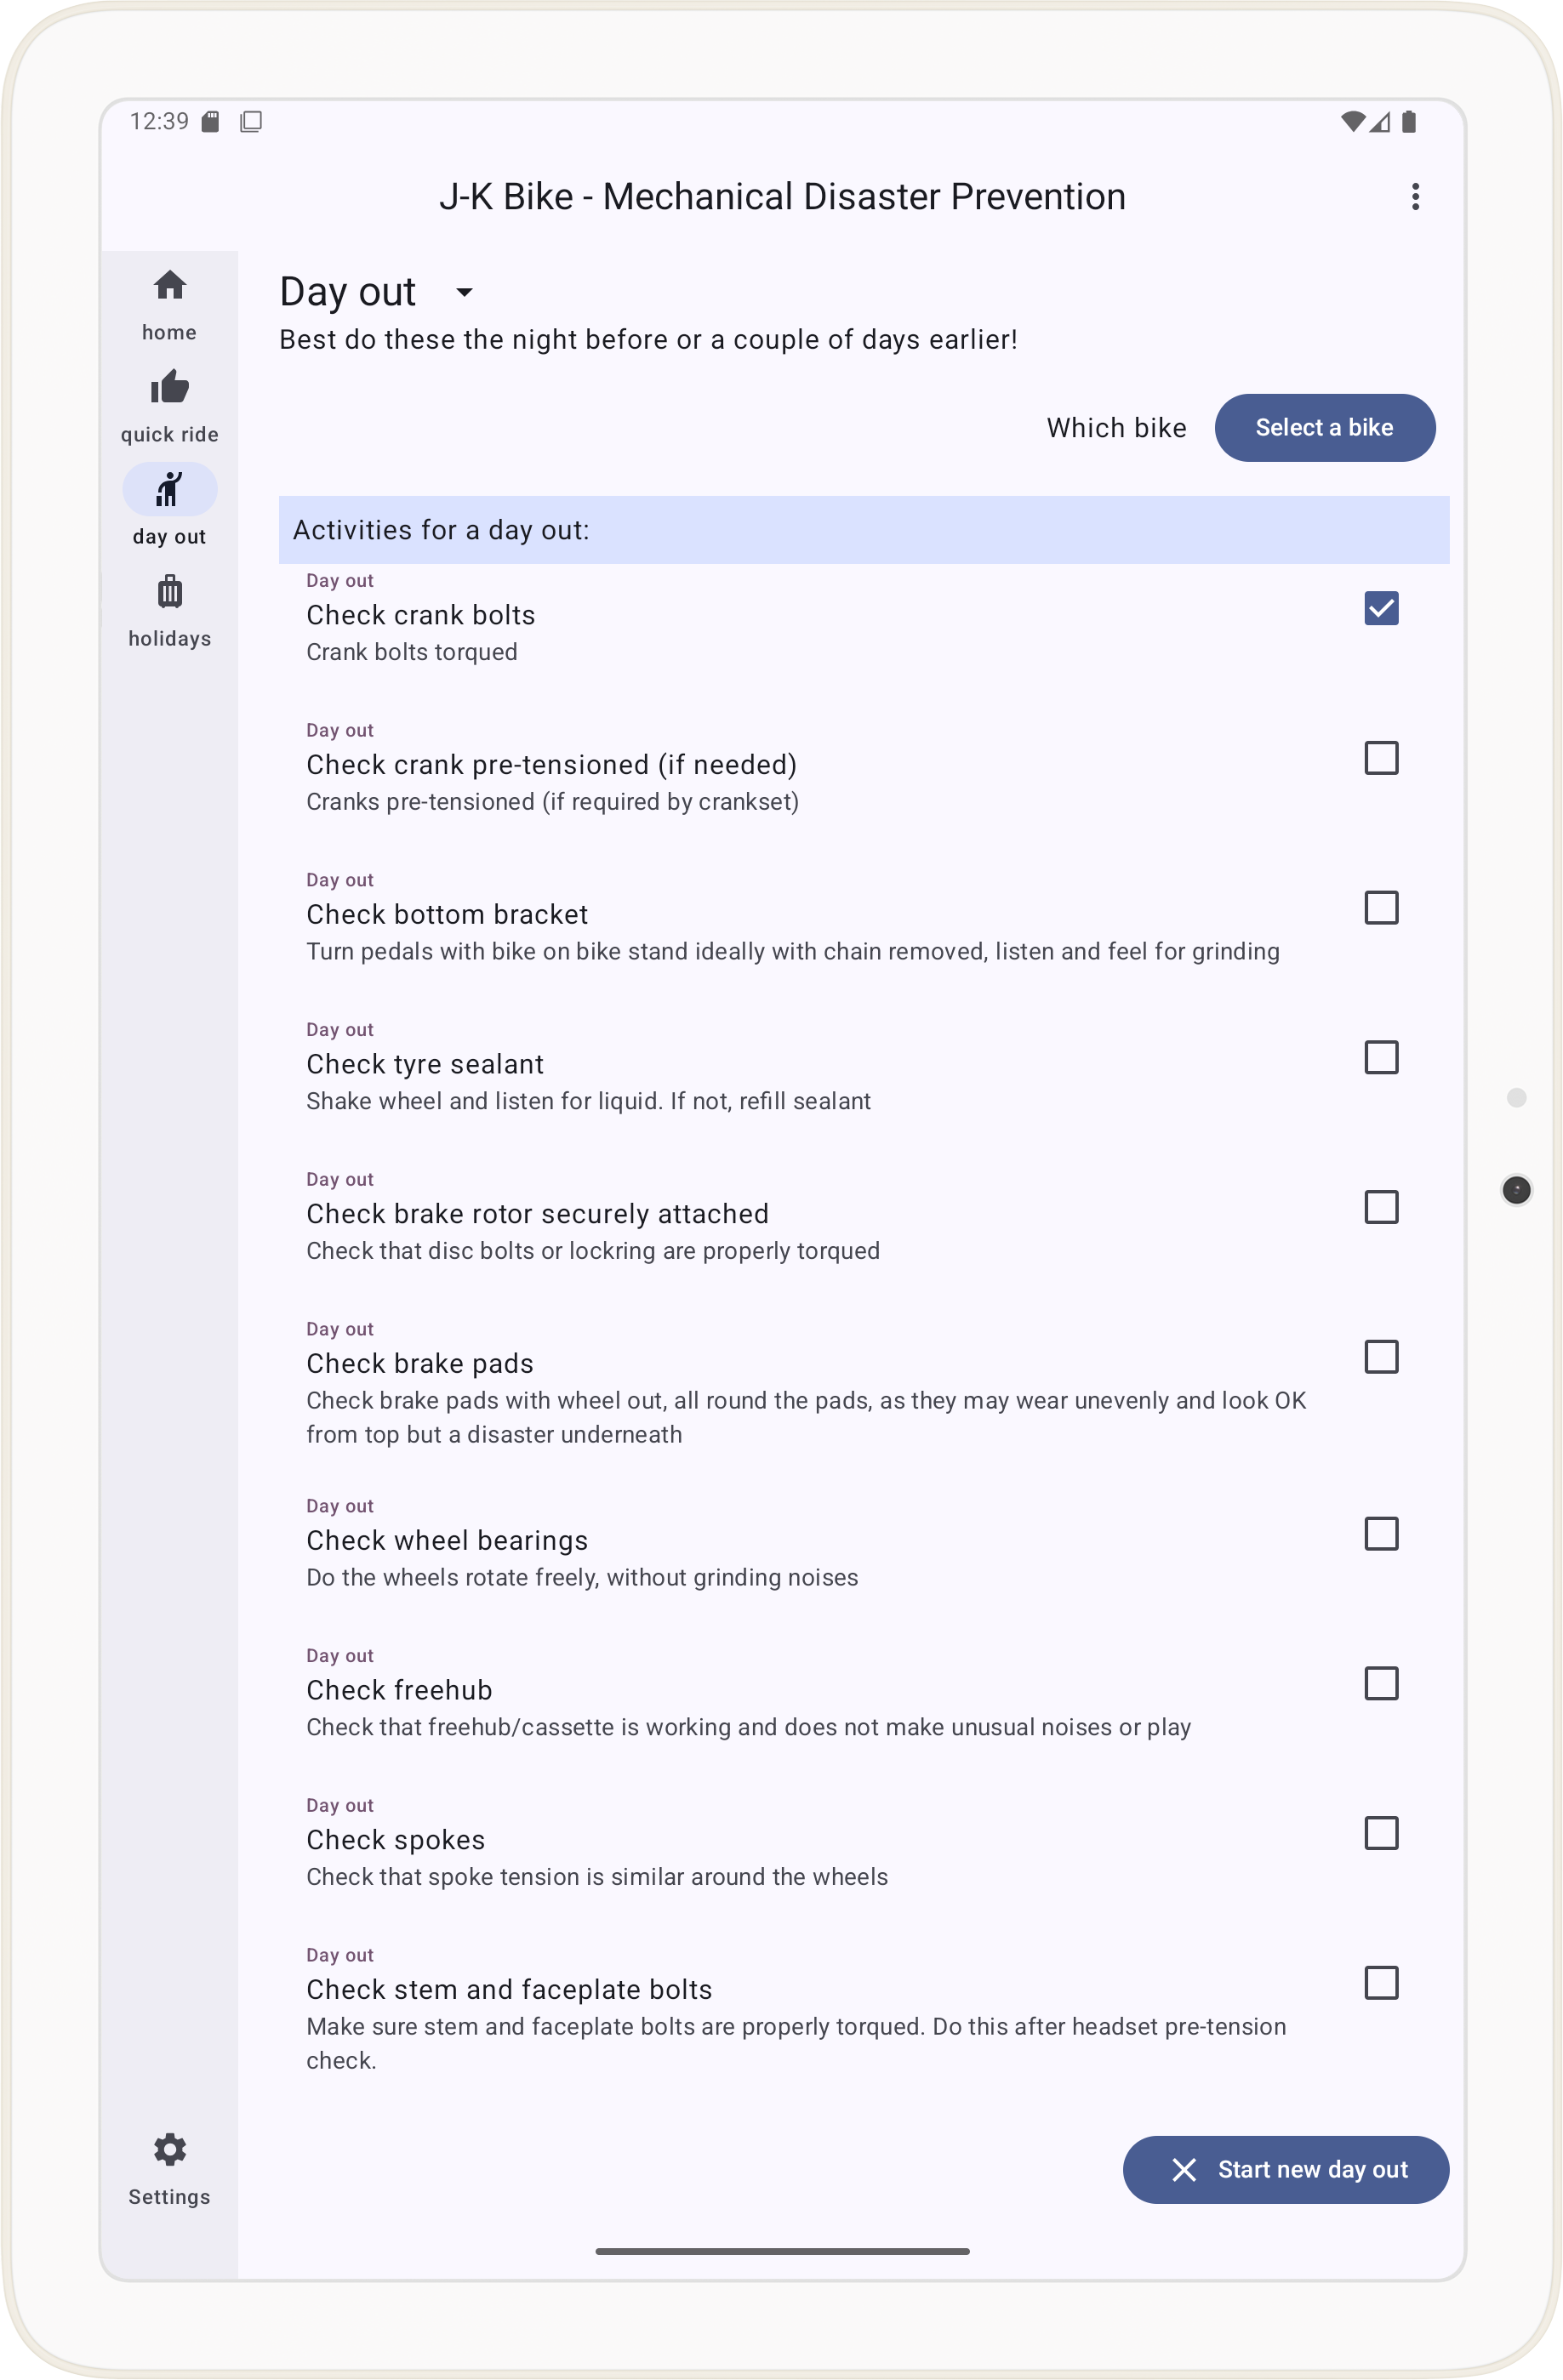 12:39
J-K Bike - Mechanical Disaster Prevention
home
quick ride
day out
holidays
Settings
Day out
Best do these the night before or a couple of days earlier!
Which bike
Select a bike
Activities for a day out:
Day out
Check crank bolts
Crank bolts torqued
Day out
Check crank pre-tensioned (if needed)
Cranks pre-tensioned (if required by crankset)
Day out
Check bottom bracket
Turn pedals with bike on bike stand ideally with chain removed, listen and feel for grinding
Day out
Check tyre sealant
Shake wheel and listen for liquid. If not, refill sealant
Day out
Check brake rotor securely attached
Check that disc bolts or lockring are properly torqued
Day out
Check brake pads
Check brake pads with wheel out, all round the pads, as they may wear unevenly and look OK
from top but a disaster underneath
Day out
Check wheel bearings
Do the wheels rotate freely, without grinding noises
Day out
Check freehub
Check that freehub/cassette is working and does not make unusual noises or play
Day out
Check spokes
Check that spoke tension is similar around the wheels
Day out
Check stem and faceplate bolts
Make sure stem and faceplate bolts are properly torqued. Do this after headset pre-tension
check.
Start new day out